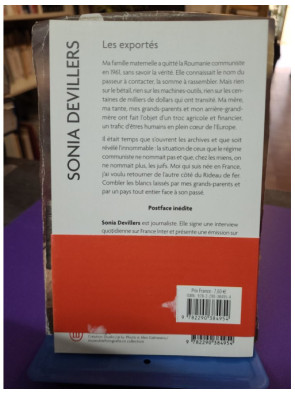 SONIA DEVILLERS
Les exportés
Ma famille maternelle a quitté la Roumanie communiste
en 1961, sans savoir la vérité. Elle connaissait le nom du
passeur à contacter, la somme à rassembler. Mais rien
sur le bétail, rien sur les machines-outils, rien sur les cen-
taines de milliers de dollars qui ont transité. Ma mère,
ma tante, mes grands-parents et mon arrière-grand-
mère ont fait l'objet d'un troc agricole et financier,
un trafic d'êtres humains en plein cœur de l'Europe.
Il était temps que s'ouvrent les archives et que soit
révélé l'innommable : la situation de ceux que le régime
communiste ne nommait pas et que, chez les miens, on
ne nommait plus, les juifs. Moi qui suis née en France,
j'ai voulu retourner de l'autre côté du Rideau de fer.
Combler les blancs laissés par mes grands-parents et
par un pays tout entier face à son passé.
Postface inédite
Sonia Devillers est journaliste. Elle signe une interview
quotidienne sur France Inter et présente une émission sur
Prix France : 7,60 €
9 782290 384954
9 782290 384954